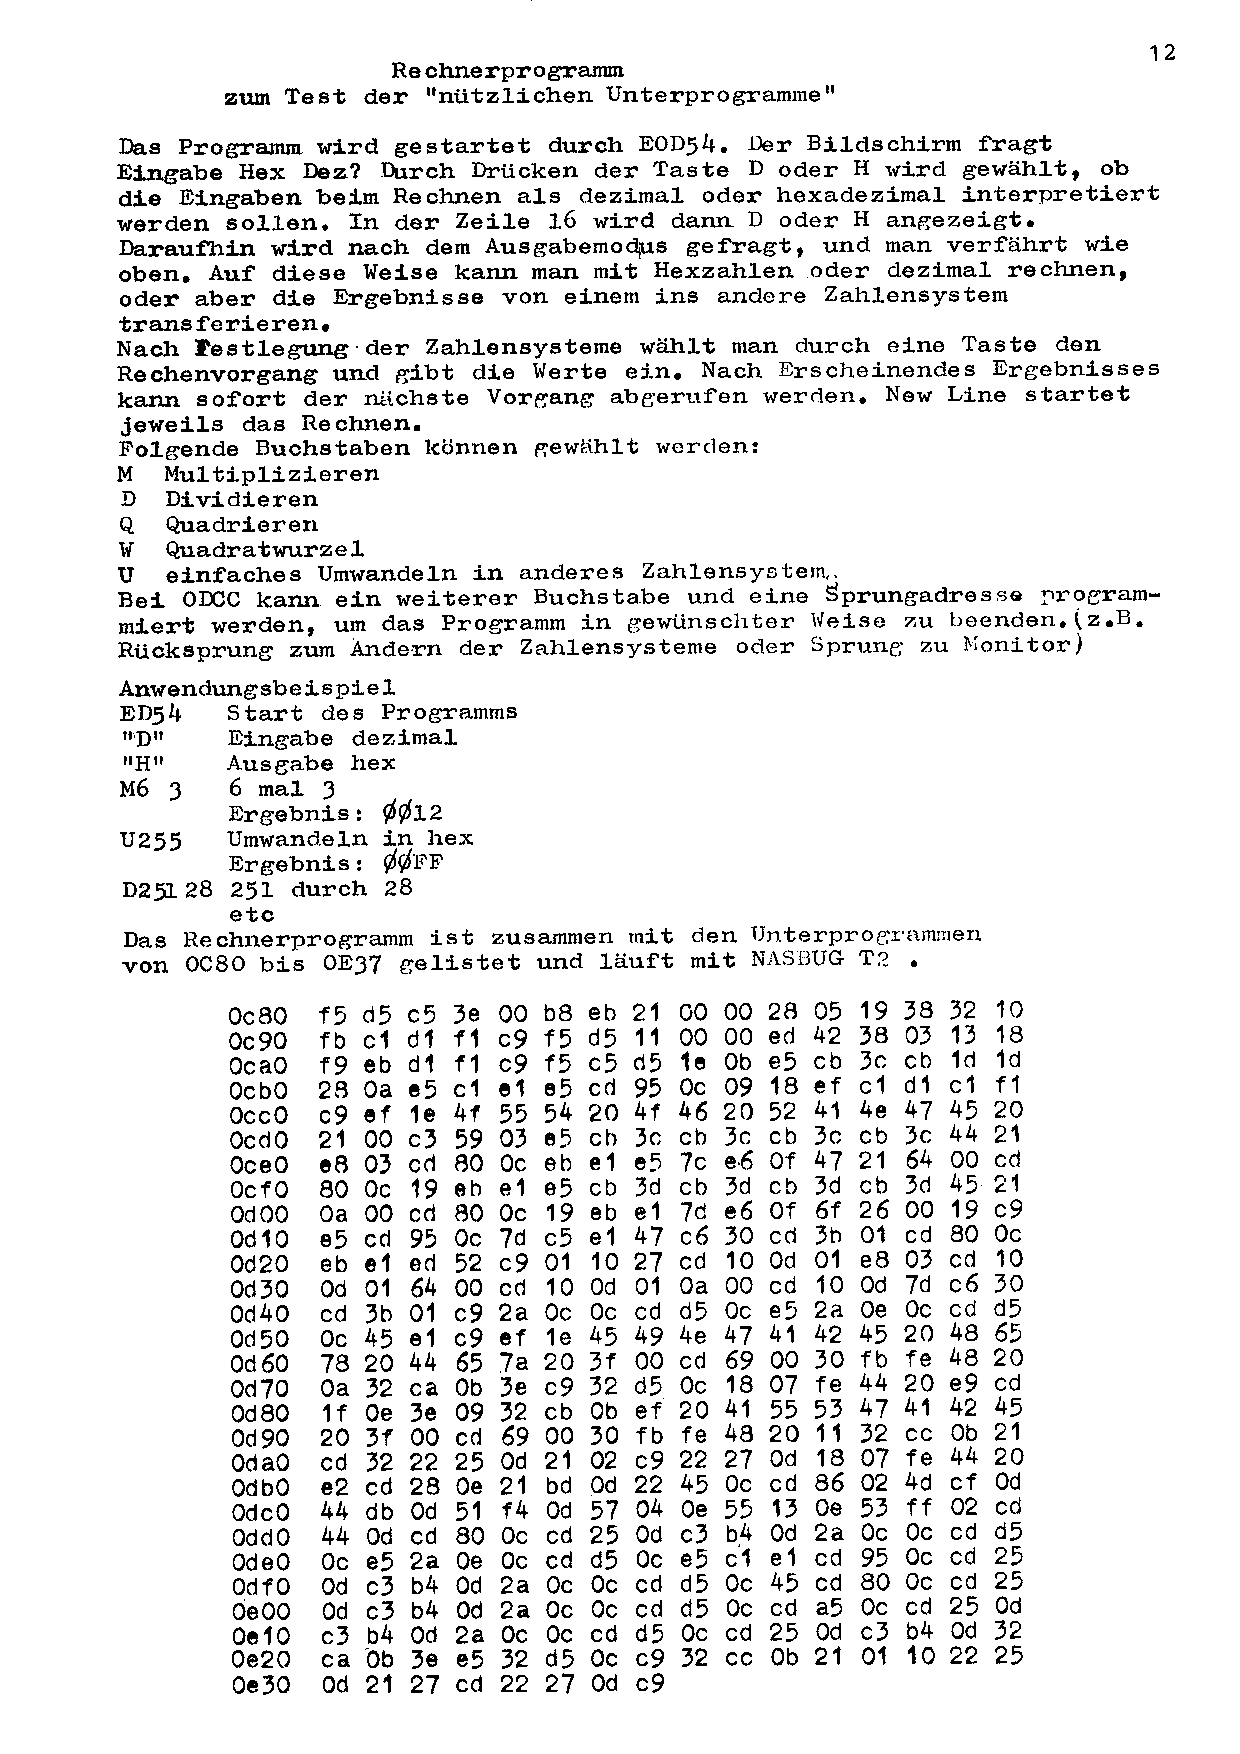 12
Rechnerprogramm
zum Test der "nützlichen Unterprogramme"
Das Programm wird gestartet durch EOD54. Der Bildschirm fragt
Eingabe Hex Dez? Durch Drücken der Taste D oder H wird gewählt, ob
die Eingaben beim Rechnen als dezimal oder hexadezimal interpretiert
werden sollen. In der Zeile 16 wird dann D oder H angezeigt.
Daraufhin wird nach dem Ausgabemodus gefragt, und man verfährt wie
oben. Auf diese Weise kann man mit Hexzahlen oder dezimal rechnen,
oder aber die Ergebnisse von einem ins andere Zahlensystem
transferieren.
Nach Festlegung der Zahlensysteme wählt man durch eine Taste den
Rechenvorgang und gibt die Werte ein. Nach Erscheinendes Ergebnisses
kann sofort der nächste Vorgang abgerufen werden. New Line startet
jeweils das Rechnen.
Folgende Buchstaben können gewählt werden:
M Multiplizieren
D Dividieren
Q Quadrieren
W Quadratwurzel
U einfaches Umwandeln in anderes Zahlensystem.
Bei ODCC kann ein weiterer Buchstabe und eine Sprungadresse program-
miert werden, um das Programm in gewünschter Weise zu beenden.(z.B.
Rücksprung zum Andern der Zahlensysteme oder Sprung zu Monitor)
Anwendungsbeispiel
ED54 Start des Programms
"D" Eingabe dezimal
"H" Ausgabe hex
M6 3 6 mal 3
Ergebnis: ØØ12
U255 Umwandeln in hex
Ergebnis: ØØFF
D251 28 251 durch 28
etc
Das Rechnerprogramm ist zusammen mit den Unterprogrammen
von OC80 bis OE37 gelistet und läuft mit NASBUG T2 .
0c80 f5 d5 c5 3e 00 b8 eb 21 00 00 28 05 19 38 32 10
0c90 fb c1 d1 f1 c9 f5 d5 11 00 00 ed 42 38 03 13 18
0ca0 f9 eb d1 f1 c9 f5 c5 d5 1e 0b e5 cb 3c cb 1d 1d
0cb0 28 0a e5 c1 e1 e5 cd 95 0c 09 18 ef c1 d1 c1 f1
0cc0 c9 ef 1e 4f 55 54 20 4f 46 20 52 41 4e 47 45 20
0cd0 21 00 c3 59 03 e5 cb 3c cb 3c cb 3c cb 3c 44 21
0ce0 e8 03 cd 80 0c eb e1 e5 7c e6 0f 47 21 64 00 cd
0cf0 80 0c 19 eb e1 e5 cb 3d cb 3d cb 3d cb 3d 45 21
0d00 0a 00 cd 80 0c 19 eb e1 7d e6 0f 6f 26 00 19 c9
0d10 e5 cd 95 0c 7d c5 e1 47 c6 30 cd 3b 01 cd 80 0c
0d20 eb e1 ed 52 c9 01 10 27 cd 10 0d 01 e8 03 cd 10
0d30 0d 01 64 00 cd 10 0d 01 0a 00 cd 10 0d 7d c6 30
0d40 cd 3b 01 c9 2a 0c 0c cd d5 0c e5 2a 0e 0c cd d5
0d50 0c 45 e1 c9 ef 1e 45 49 4e 47 41 42 45 20 48 65
0d60 78 20 44 65 7a 20 3f 00 cd 69 00 30 fb fe 48 20
0d70 0a 32 ca 0b 3e c9 32 d5 0c 18 07 fe 44 20 e9 cd
0d80 1f 0e 3e 09 32 cb 0b ef 20 41 55 53 47 41 42 45
0d90 20 3f 00 cd 69 00 30 fb fe 48 20 11 32 cc 0b 21
0da0 cd 32 22 25 0d 21 02 c9 22 27 0d 18 07 fe 44 20
0db0 e2 cd 28 0e 21 bd 0d 22 45 0c cd 86 02 4d cf 0d
0dc0 44 db 0d 51 f4 0d 57 04 0e 55 13 0e 53 ff 02 cd
0dd0 44 0d cd 80 0c cd 25 0d c3 b4 0d 2a 0c 0c cd d5
0de0 0c e5 2a 0e 0c cd d5 0c e5 c1 e1 cd 95 0c cd 25
0df0 0d c3 b4 0d 2a 0c 0c cd d5 0c 45 cd 80 0c cd 25
0e00 0d c3 b4 0d 2a 0c 0c cd d5 0c cd a5 0c cd 25 0d
0e10 c3 b4 0d 2a 0c 0c cd d5 0c cd 25 0d c3 b4 0d 32
0e20 ca 0b 3e e5 32 d5 0c c9 32 cc 0b 21 01 10 22 25
0e30 0d 21 27 cd 22 27 0d c9